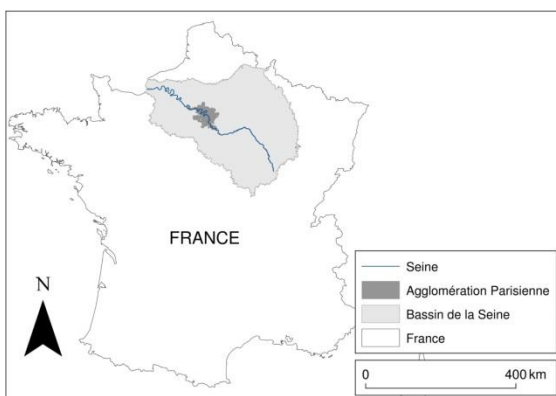 FRANCE
N
Seine
Agglomération Parisienne
Bassin de la Seine
France
0 400 km